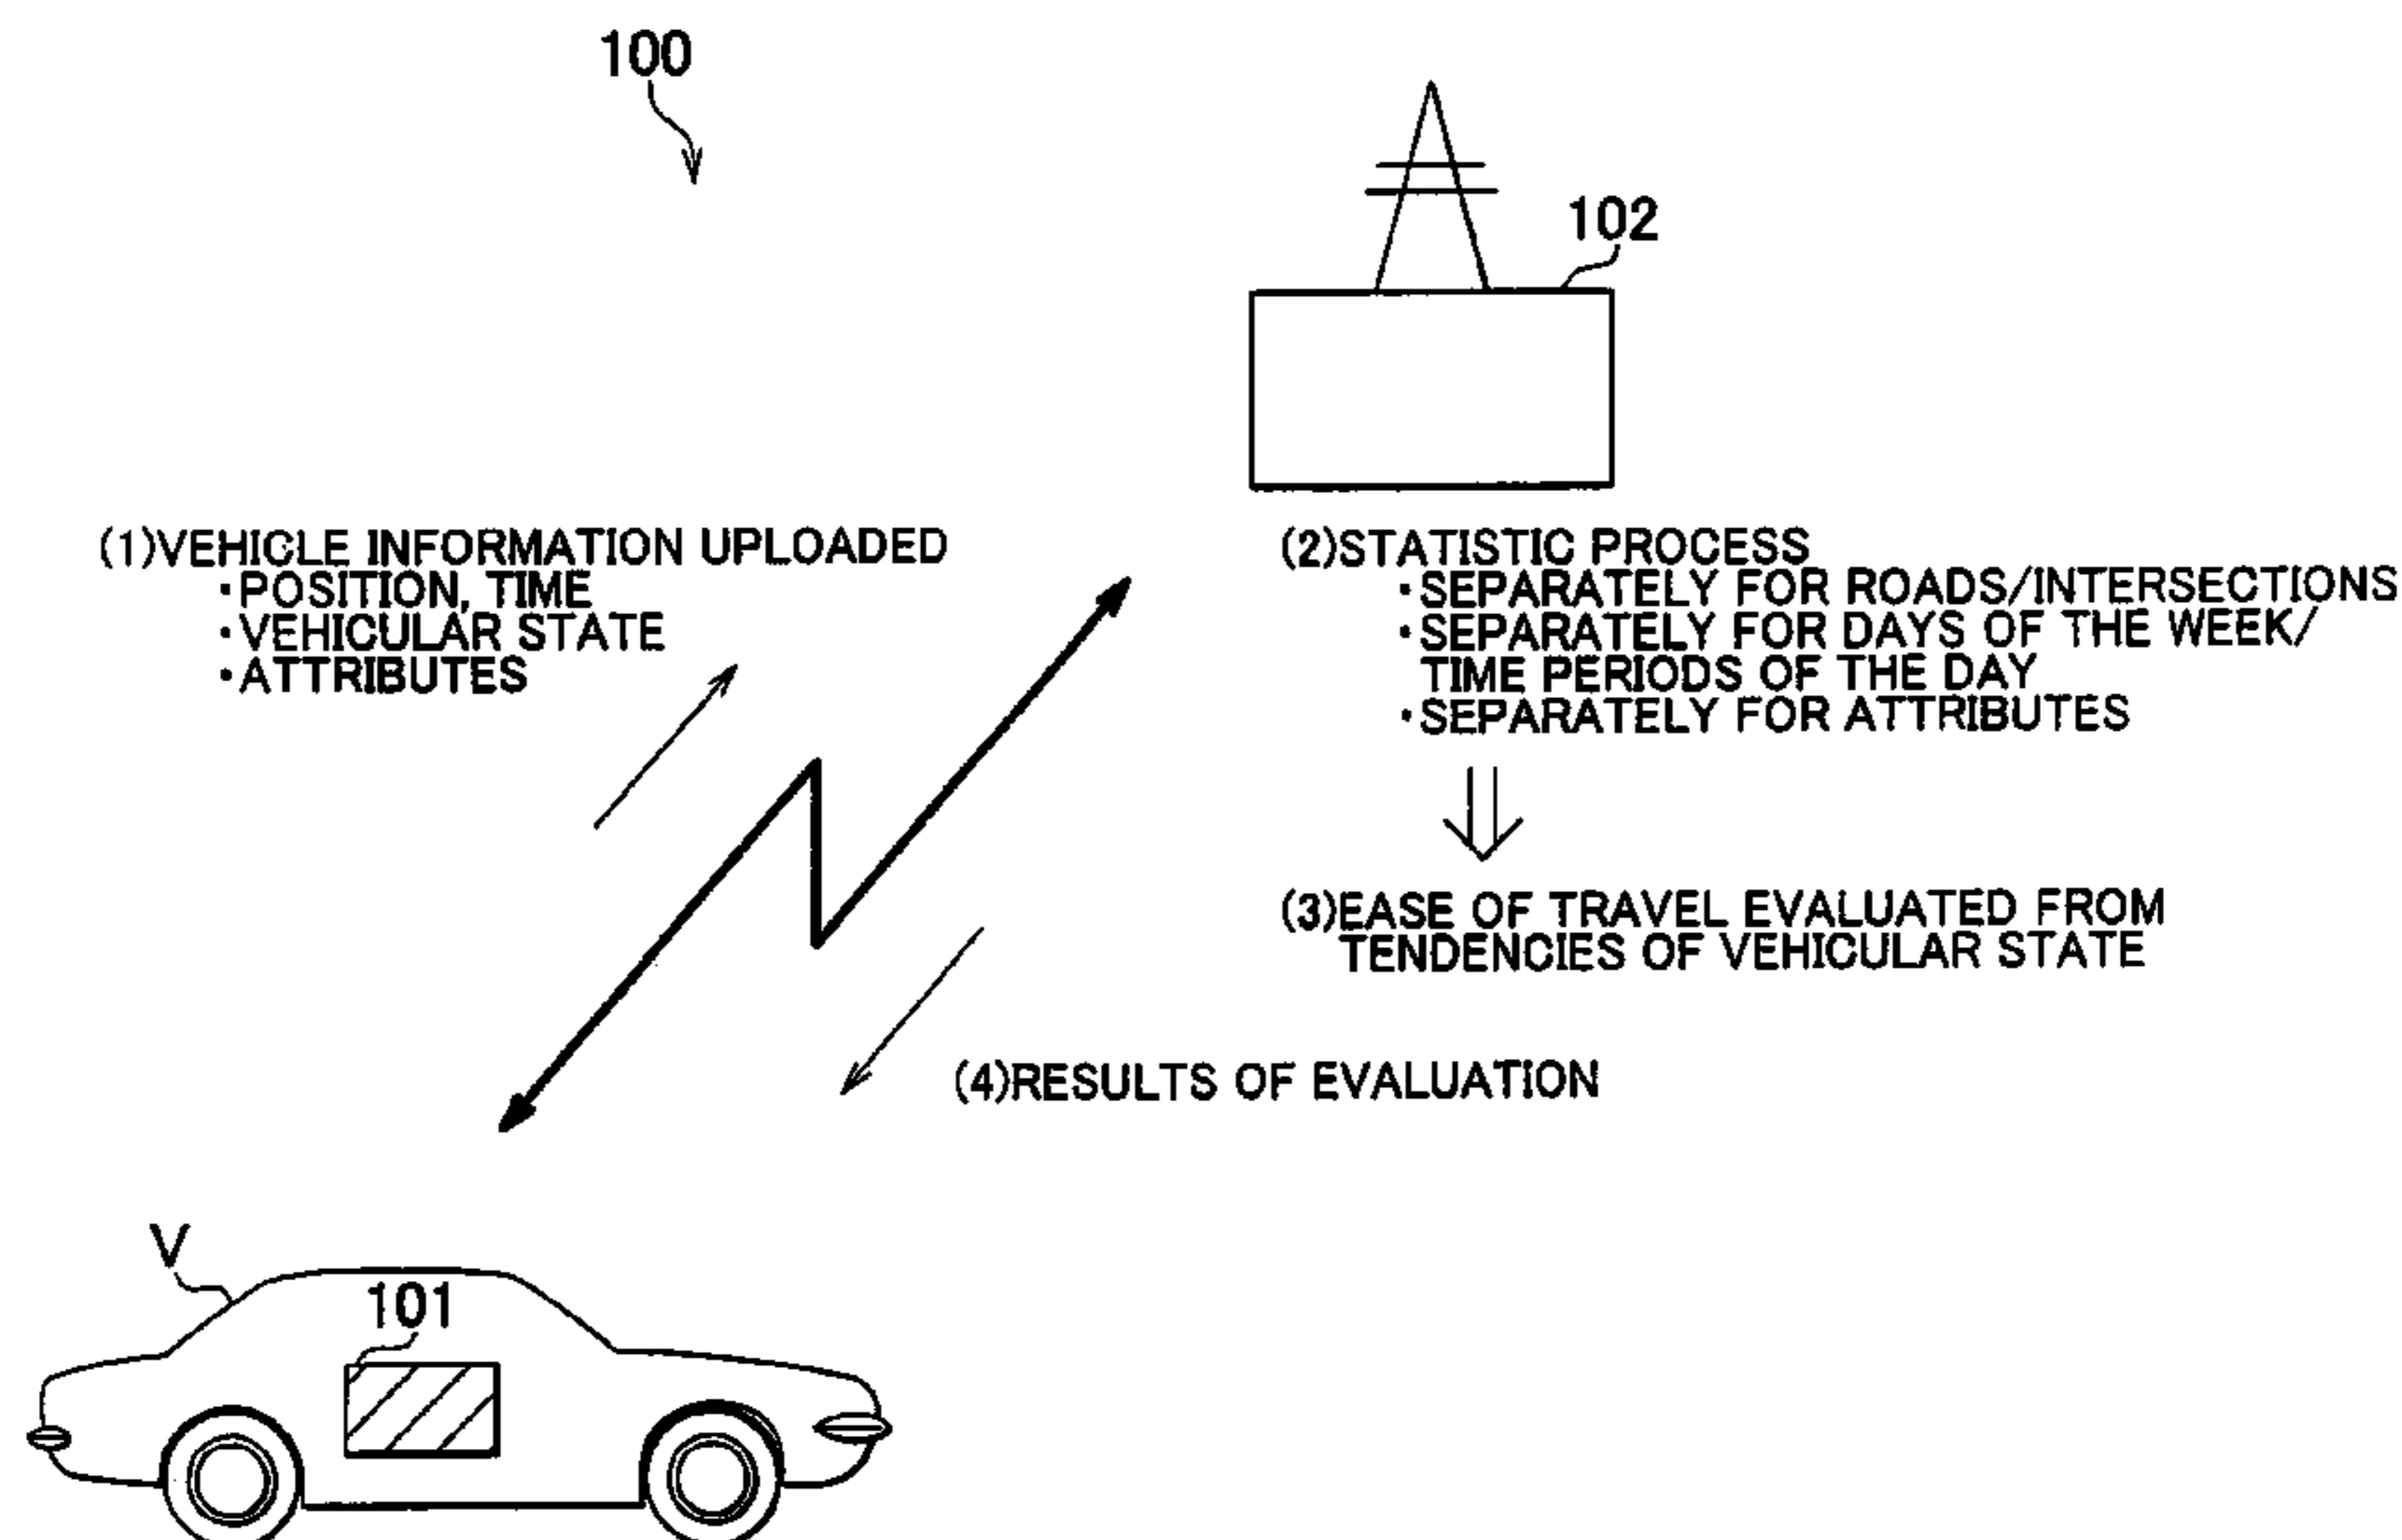 100
102
(1)VEHICLE INFORMATION UPLOADED
・POSITION, TIME
・VEHICULAR STATE
・ATTRIBUTES
(2)STATISTIC PROCESS
・SEPARATELY FOR ROADS/INTERSECTIONS
・SEPARATELY FOR DAYS OF THE WEEK/
TIME PERIODS OF THE DAY
・SEPARATELY FOR ATTRIBUTES
(3)EASE OF TRAVEL EVALUATED FROM
TENDENCIES OF VEHICULAR STATE
(4)RESULTS OF EVALUATION
V
101